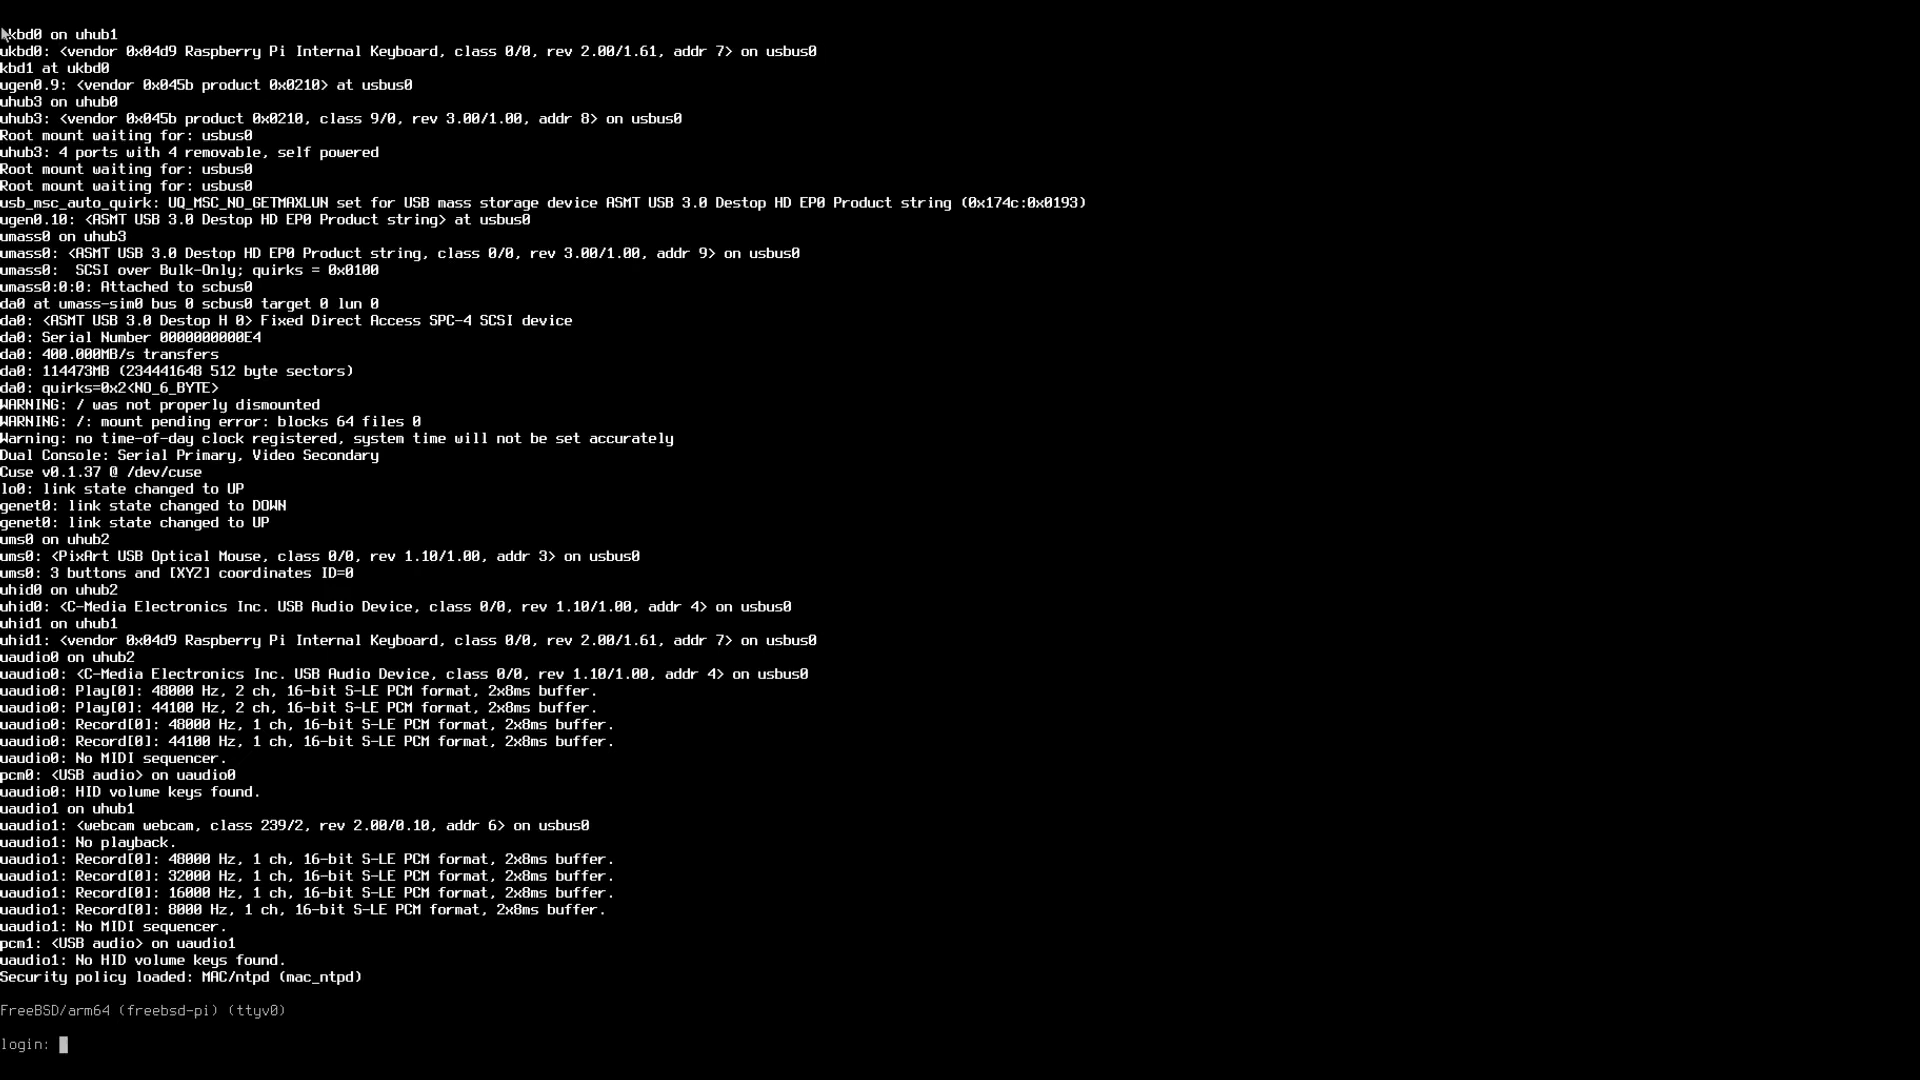 ukbd0 on uhub1
ukbd0: <vendor 0x04d9 Raspberry Pi Internal Keyboard, class 0/0, rev 2.00/1.61, addr 7> on usbus0
kbd1 at ukbd0
ugen0.9: <vendor 0x045b product 0x0210> at usbus0
uhub3 on uhub0
uhub3: <vendor 0x045b product 0x0210, class 9/0, rev 3.00/1.00, addr 8> on usbus0
Root mount waiting for: usbus0
uhub3: 4 ports with 4 removable, self powered
Root mount waiting for: usbus0
Root mount waiting for: usbus0
usb_msc_auto_quirk: UQ_MSC_NO_GETMAXLUN set for USB mass storage device ASMT USB 3.0 Destop HD EP0 Product string (0x174c:0x0193)
ugen0.10: <ASMT USB 3.0 Destop HD EP0 Product string> at usbus0
umass0 on uhub3
umass0: <ASMT USB 3.0 Destop HD EP0 Product string, class 0/0, rev 3.00/1.00, addr 9> on usbus0
umass0:  SCSI over Bulk-Only; quirks = 0x0100
umass0:0:0: Attached to scbus0
da0 at umass-sim0 bus 0 scbus0 target 0 lun 0
da0: <ASMT USB 3.0 Destop H 0> Fixed Direct Access SPC-4 SCSI device
da0: Serial Number 0000000000E4
da0: 400.000MB/s transfers
da0: 114473MB (234441648 512 byte sectors)
da0: quirks=0x2<NO_6_BYTE>
WARNING: / was not properly dismounted
WARNING: /: mount pending error: blocks 64 files 0
Warning: no time-of-day clock registered, system time will not be set accurately
Dual Console: Serial Primary, Video Secondary
Cuse v0.1.37 @ /dev/cuse
lo0: link state changed to UP
genet0: link state changed to DOWN
genet0: link state changed to UP
ums0 on uhub2
ums0: <PixArt USB Optical Mouse, class 0/0, rev 1.10/1.00, addr 3> on usbus0
ums0: 3 buttons and [XYZ] coordinates ID=0
uhid0 on uhub2
uhid0: <C-Media Electronics Inc. USB Audio Device, class 0/0, rev 1.10/1.00, addr 4> on usbus0
uhid1 on uhub1
uhid1: <vendor 0x04d9 Raspberry Pi Internal Keyboard, class 0/0, rev 2.00/1.61, addr 7> on usbus0
uaudio0 on uhub2
uaudio0: <C-Media Electronics Inc. USB Audio Device, class 0/0, rev 1.10/1.00, addr 4> on usbus0
uaudio0: Play[0]: 48000 Hz, 2 ch, 16-bit S-LE PCM format, 2x8ms buffer.
uaudio0: Play[0]: 44100 Hz, 2 ch, 16-bit S-LE PCM format, 2x8ms buffer.
uaudio0: Record[0]: 48000 Hz, 1 ch, 16-bit S-LE PCM format, 2x8ms buffer.
uaudio0: Record[0]: 44100 Hz, 1 ch, 16-bit S-LE PCM format, 2x8ms buffer.
uaudio0: No MIDI sequencer.
pcm0: <USB audio> on uaudio0
uaudio0: HID volume keys found.
uaudio1 on uhub1
uaudio1: <webcam webcam, class 239/2, rev 2.00/0.10, addr 6> on usbus0
uaudio1: No playback.
uaudio1: Record[0]: 48000 Hz, 1 ch, 16-bit S-LE PCM format, 2x8ms buffer.
uaudio1: Record[0]: 32000 Hz, 1 ch, 16-bit S-LE PCM format, 2x8ms buffer.
uaudio1: Record[0]: 16000 Hz, 1 ch, 16-bit S-LE PCM format, 2x8ms buffer.
uaudio1: Record[0]: 8000 Hz, 1 ch, 16-bit S-LE PCM format, 2x8ms buffer.
uaudio1: No MIDI sequencer.
pcm1: <USB audio> on uaudio1
uaudio1: No HID volume keys found.
Security policy loaded: MAC/ntpd (mac_ntpd)
FreeBSD/arm64 (freebsd-pi) (ttyv0)
login: